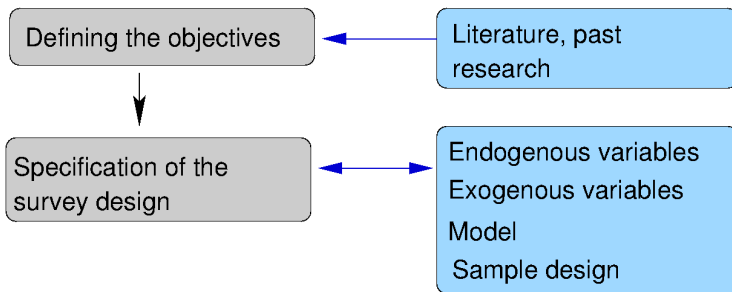 Defining the objectives
Literature, past
research
Specification of the
survey design
Endogenous variables
Exogenous variables
Model
Sample design